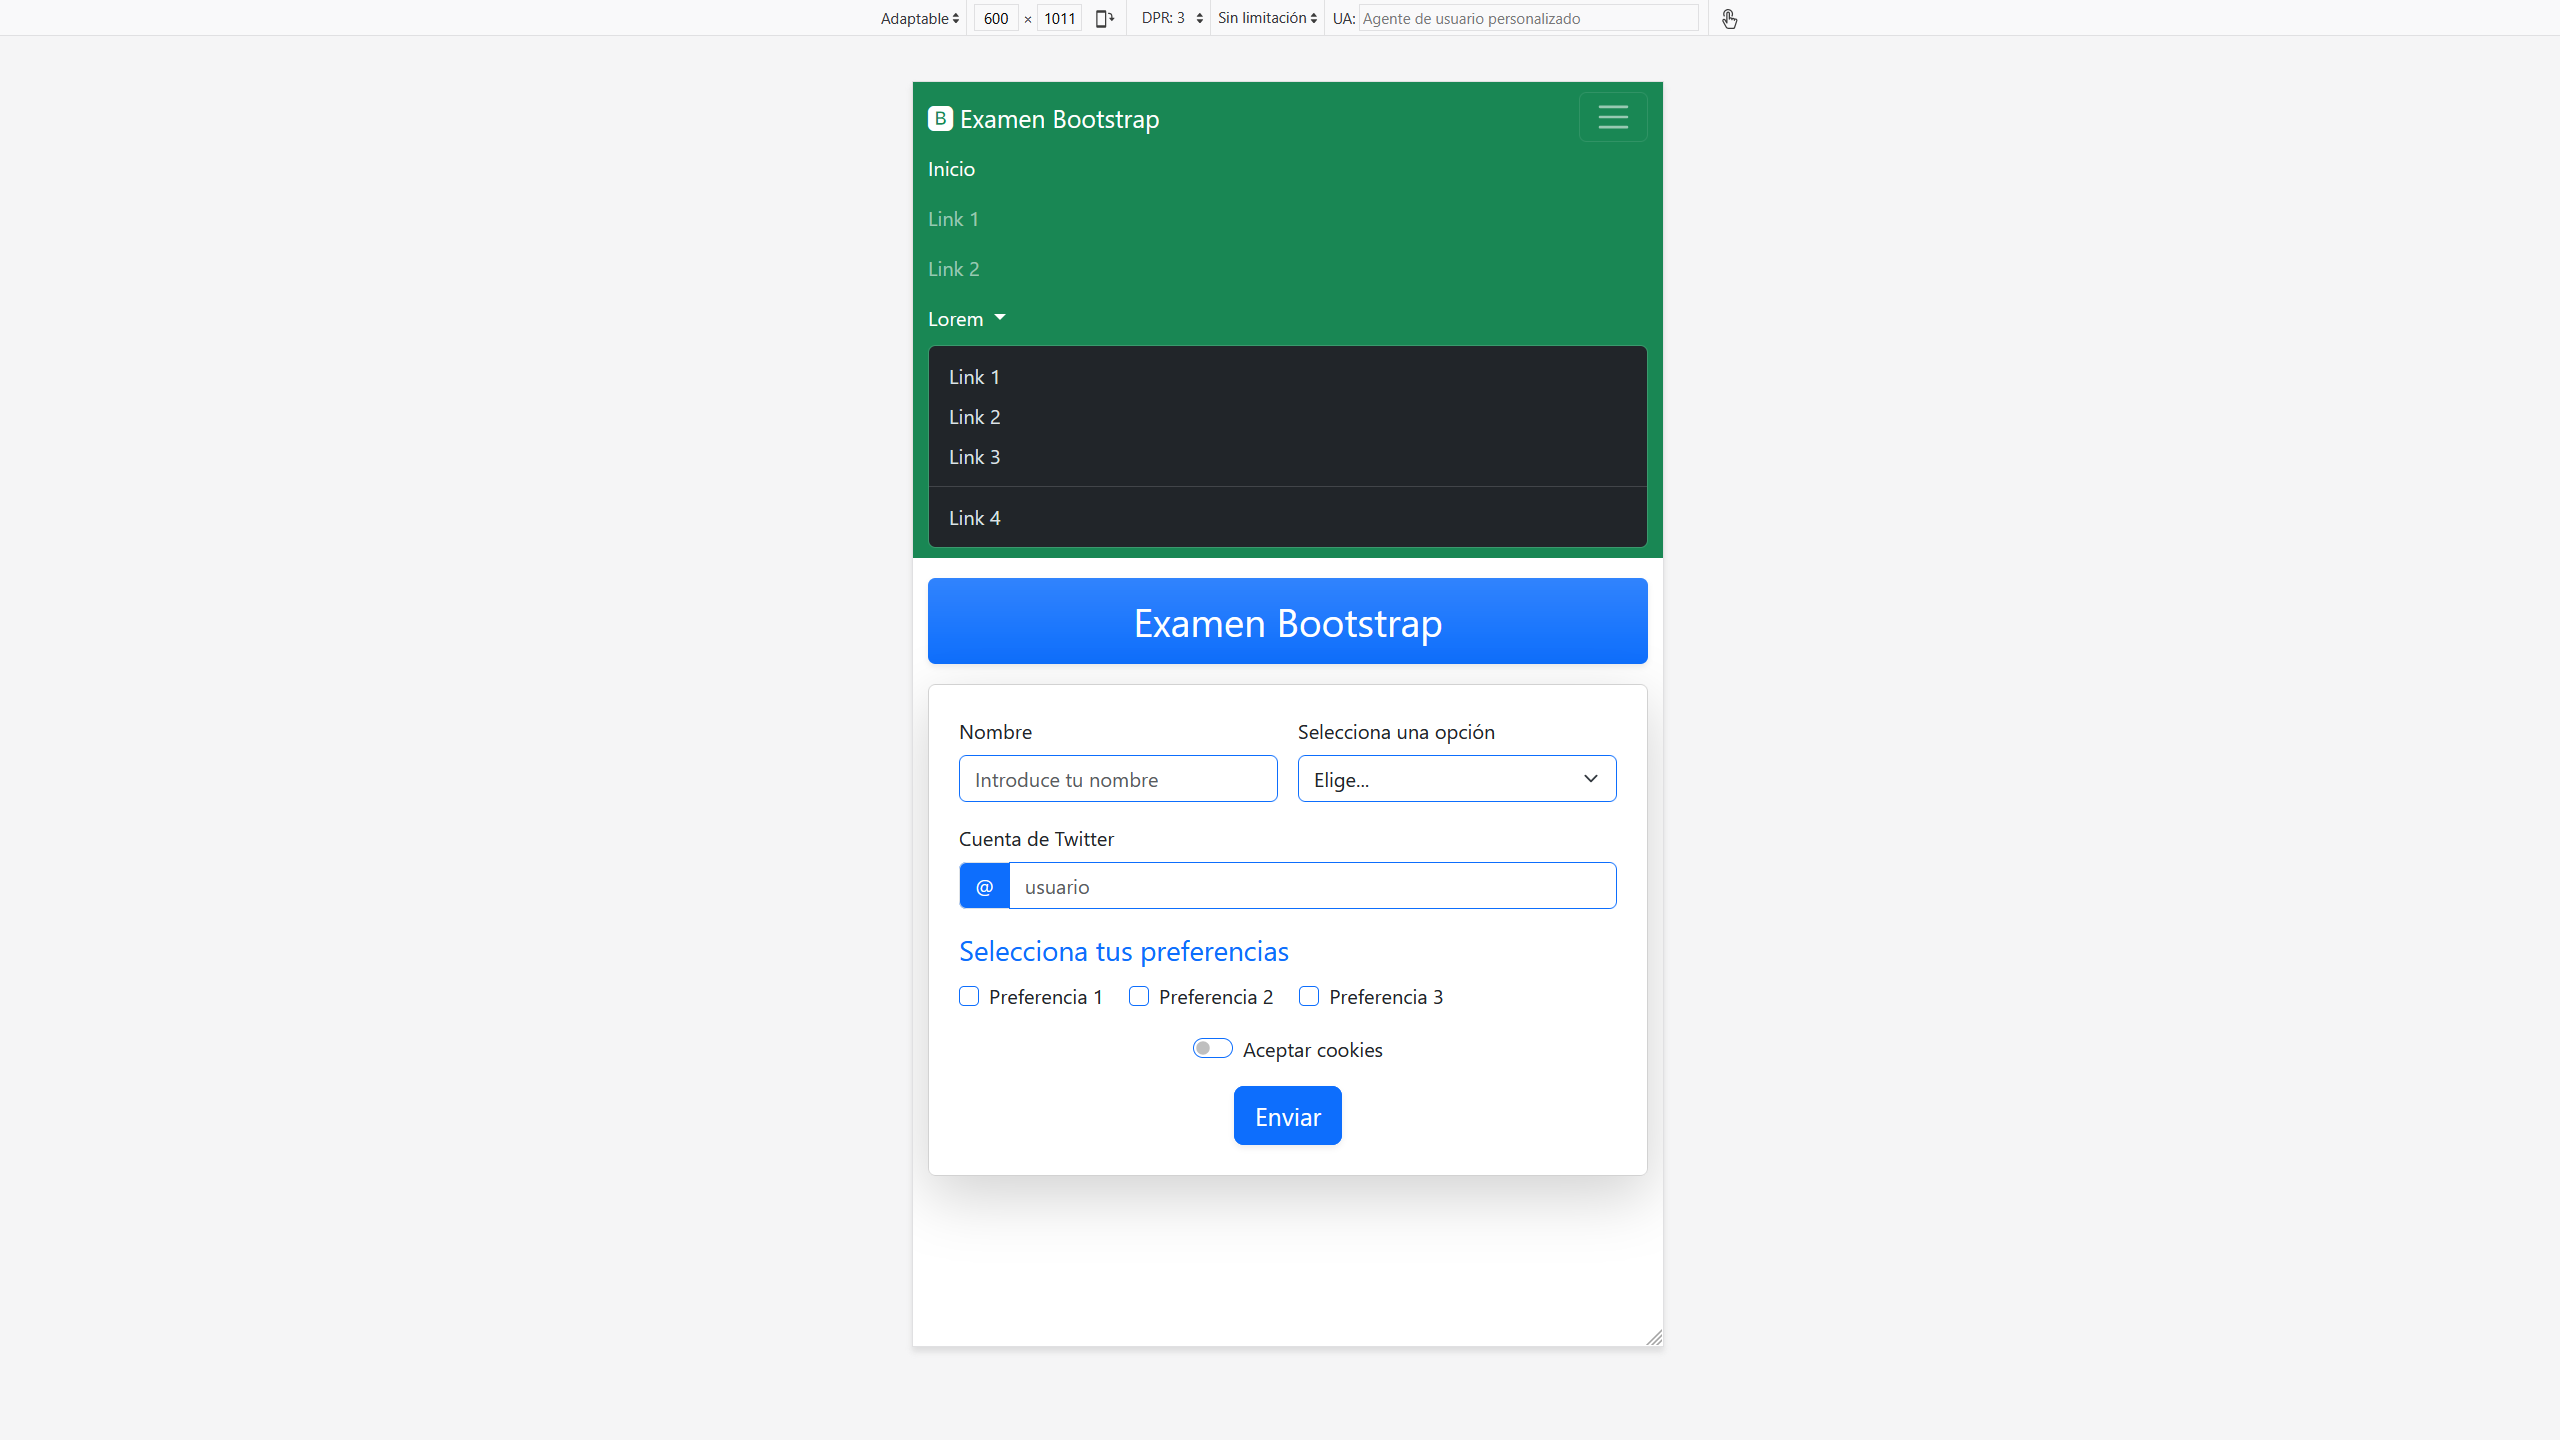 Adaptable 600 × 1011 DPR: 3 Sin limitación UA: Agente de usuario personalizado
B Examen Bootstrap
Inicio
Link 1
Link 2
Lorem
Link 1
Link 2
Link 3
Link 4
Examen Bootstrap
Nombre Selecciona una opción
Introduce tu nombre Elige...
Cuenta de Twitter
@ usuario
Selecciona tus preferencias
Preferencia 1 Preferencia 2 Preferencia 3
Aceptar cookies
Enviar